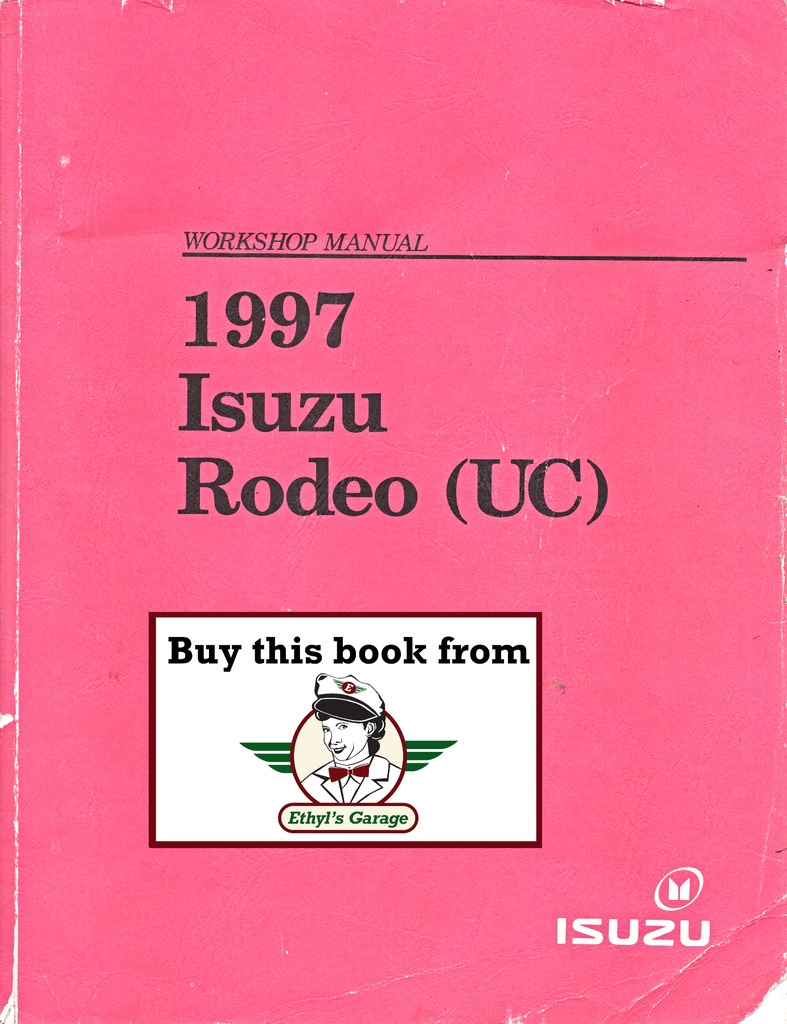 WORKSHOP MANUAL
1997
Isuzu
Rodeo (UC)
Buy this book from
E
Ethyl's Garage
ISUZU